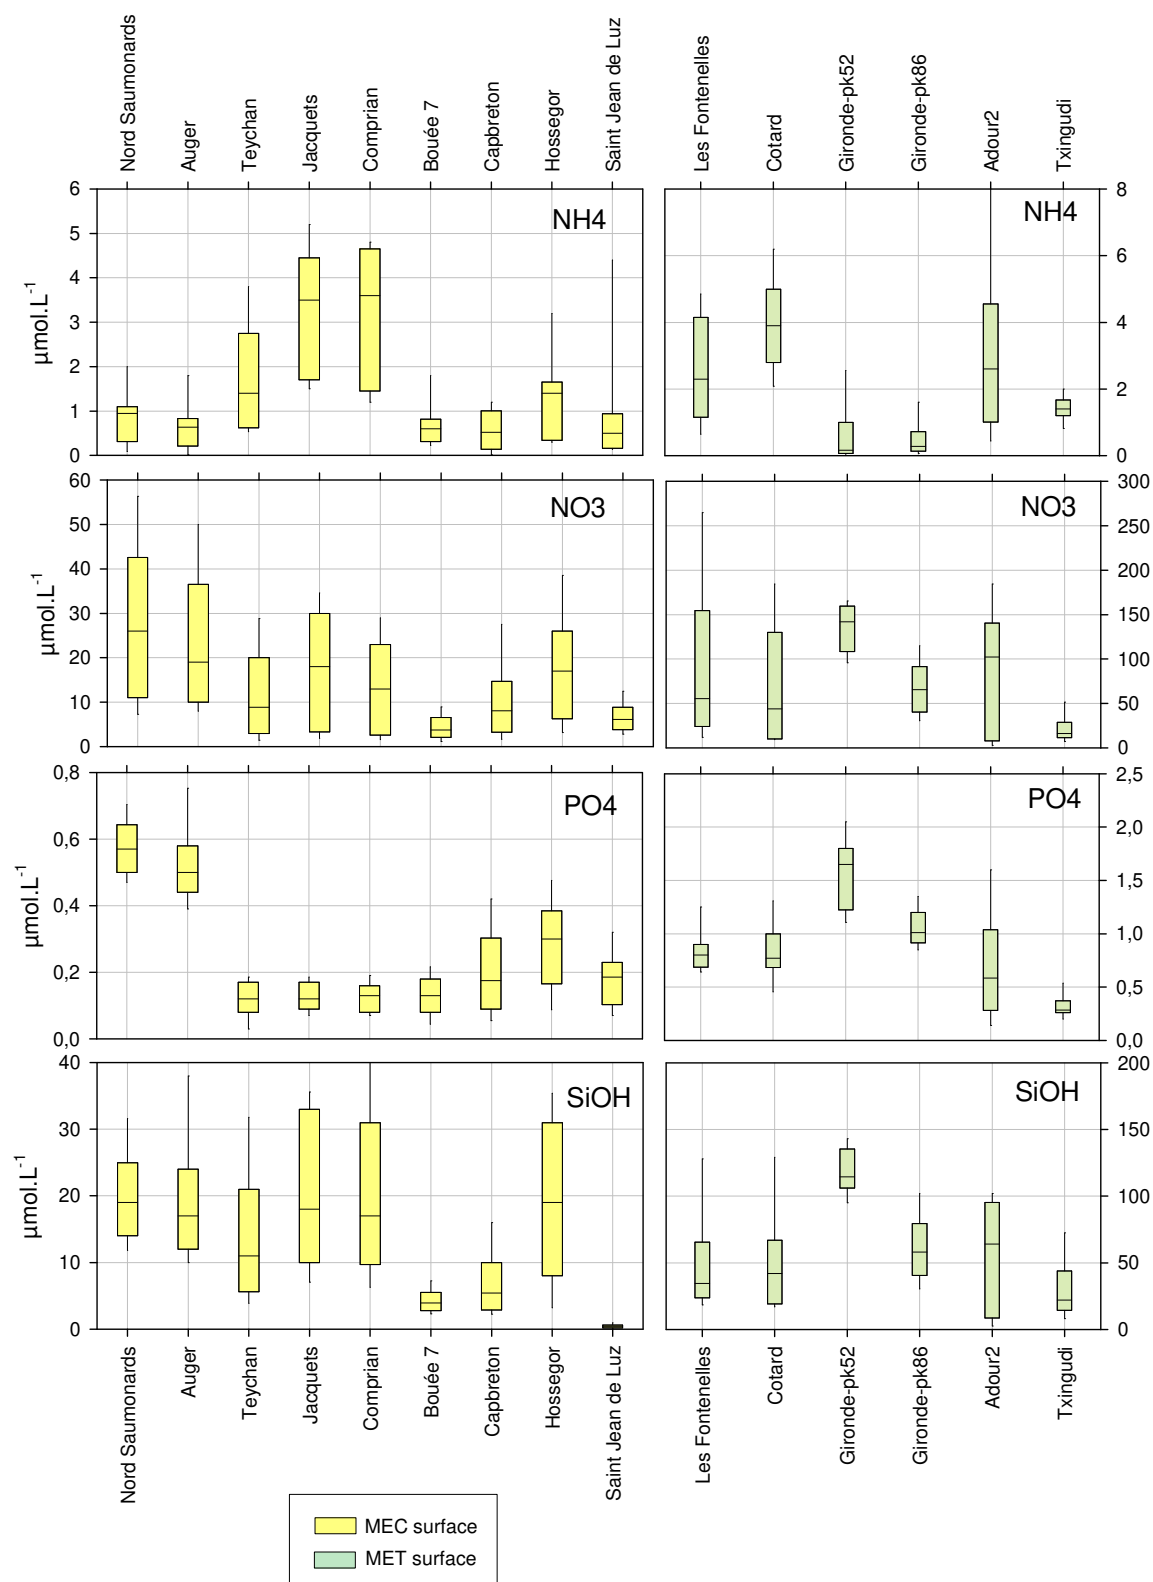 Nord Saumonards
Auger
Teychan
Jacquets
Comprian
Bouée 7
Capbreton
Hossegor
Saint Jean de Luz
Les Fontenelles
Cotard
Gironde-pk52
Gironde-pk86
Adour2
Txingudi
NH4
µmol.L-1
6
5
4
3
2
1
0
NH4
8
6
4
2
0
NO3
µmol.L-1
60
50
40
30
20
10
0
NO3
300
250
200
150
100
50
0
PO4
µmol.L-1
0,8
0,6
0,4
0,2
0,0
PO4
2,5
2,0
1,5
1,0
0,5
0,0
SiOH
µmol.L-1
40
30
20
10
0
SiOH
200
150
100
50
0
Nord Saumonards
Auger
Teychan
Jacquets
Comprian
Bouée 7
Capbreton
Hossegor
Saint Jean de Luz
Les Fontenelles
Cotard
Gironde-pk52
Gironde-pk86
Adour2
Txingudi
MEC surface
MET surface